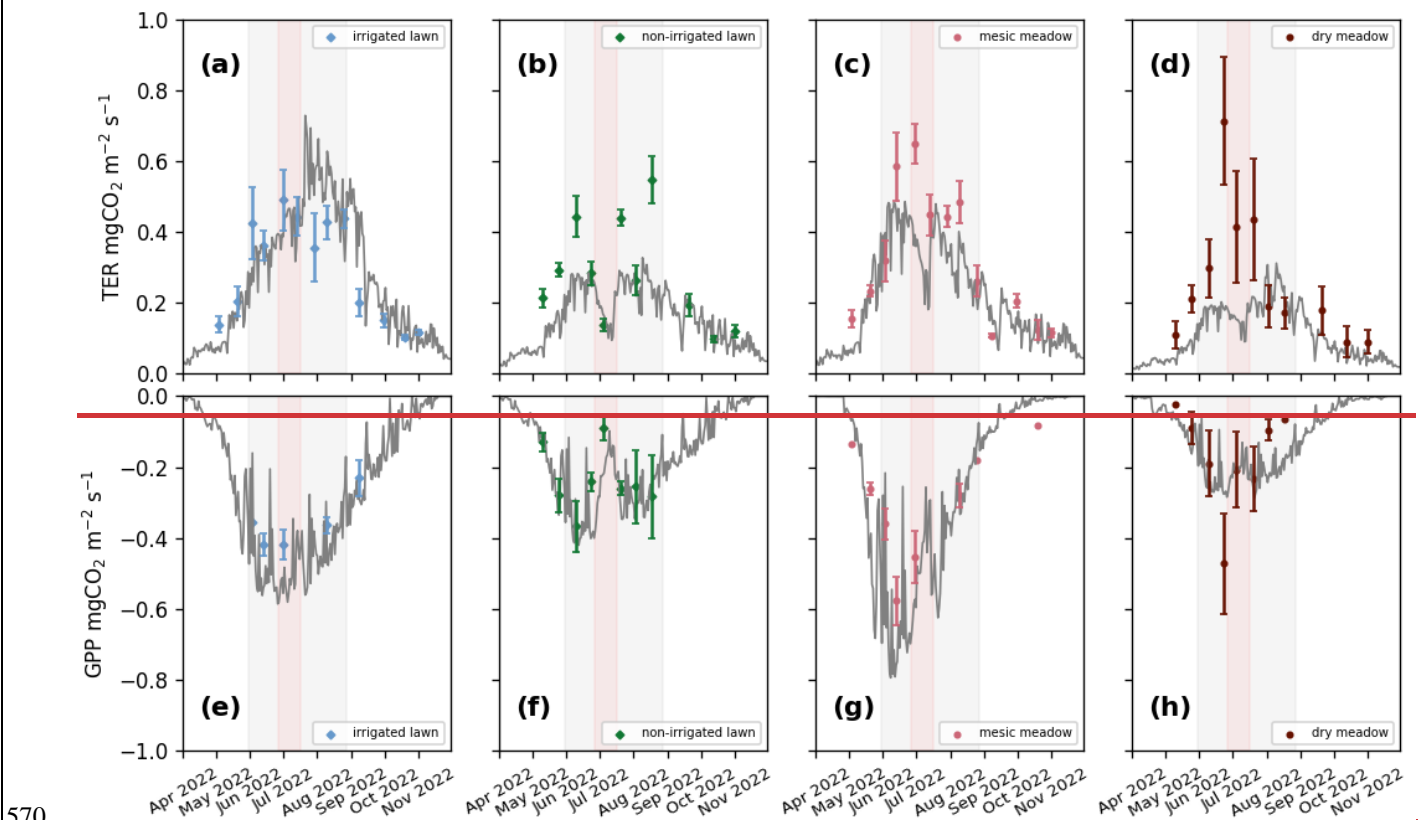 irrigated lawn non-irrigated lawn mesic meadow dry meadow
(a) (b) (c) (d)
1.0
0.8
0.6
0.4
0.2
0.0
TER mgCO₂ m⁻² s⁻¹
0.0
−0.2
−0.4
−0.6
−0.8
−1.0
GPP mgCO₂ m⁻² s⁻¹
(e) (f) (g) (h)
irrigated lawn non-irrigated lawn mesic meadow dry meadow
Apr 2022 May 2022 Jun 2022 Jul 2022 Aug 2022 Sep 2022 Oct 2022 Nov 2022 Apr 2022 May 2022 Jun 2022 Jul 2022 Aug 2022 Sep 2022 Oct 2022 Nov 2022 Apr 2022 May 2022 Jun 2022 Jul 2022 Aug 2022 Sep 2022 Oct 2022 Nov 2022 Apr 2022 May 2022 Jun 2022 Jul 2022 Aug 2022 Sep 2022 Oct 2022 Nov 2022
570